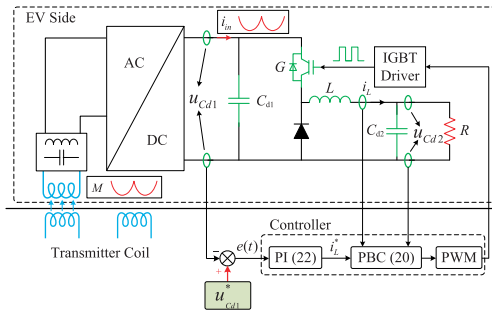 EV Side
i_in
AC
DC
u_Cd1
C_d1
G
IGBT
Driver
L
i_L
C_d2
u_Cd2
R
M
Transmitter Coil
Controller
−
+
e(t)
PI (22)
i_L^*
PBC (20)
PWM
u_Cd1^*